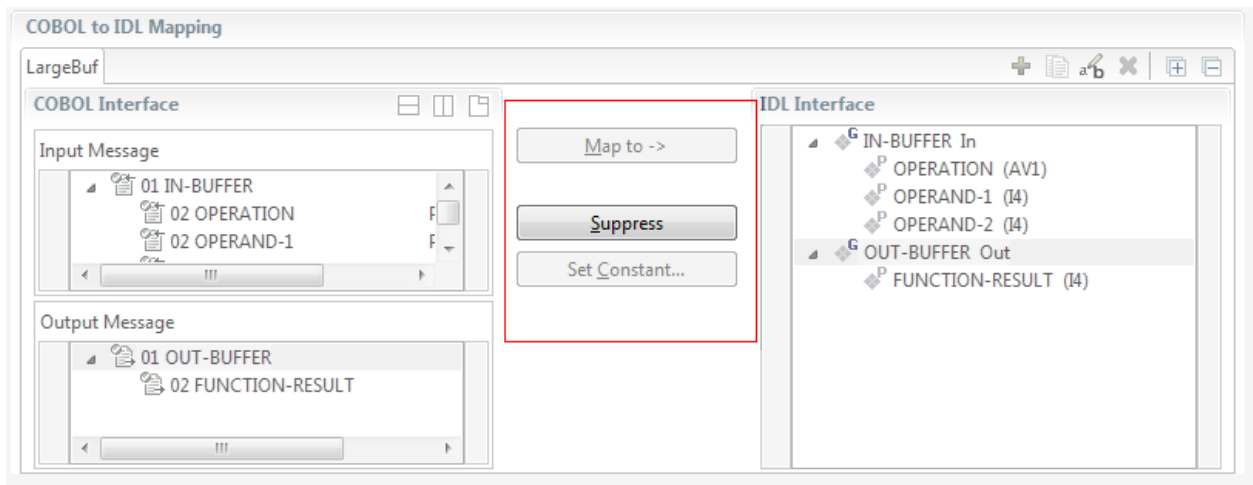 COBOL to IDL Mapping
LargeBuf
COBOL Interface
Input Message
01 IN-BUFFER
02 OPERATION
02 OPERAND-1
Output Message
01 OUT-BUFFER
02 FUNCTION-RESULT
Map to ->
Suppress
Set Constant...
IDL Interface
IN-BUFFER In
OPERATION (AV1)
OPERAND-1 (I4)
OPERAND-2 (I4)
OUT-BUFFER Out
FUNCTION-RESULT (I4)